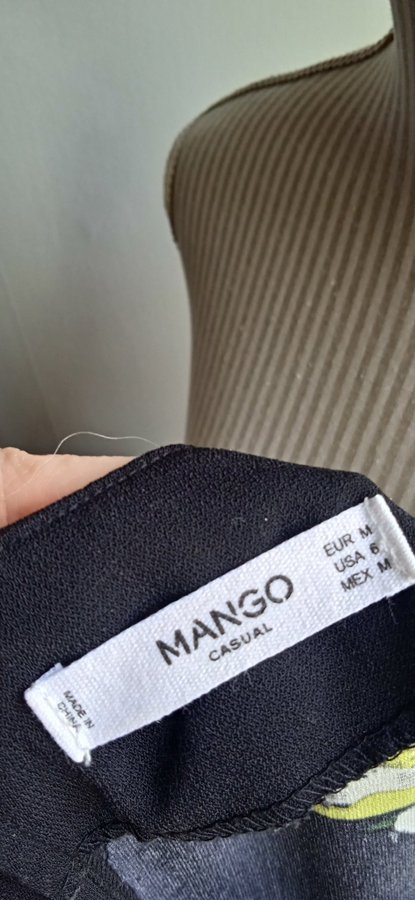 MANGO
CASUAL
EUR M
USA 6
MEX M
MADE IN
CHINA